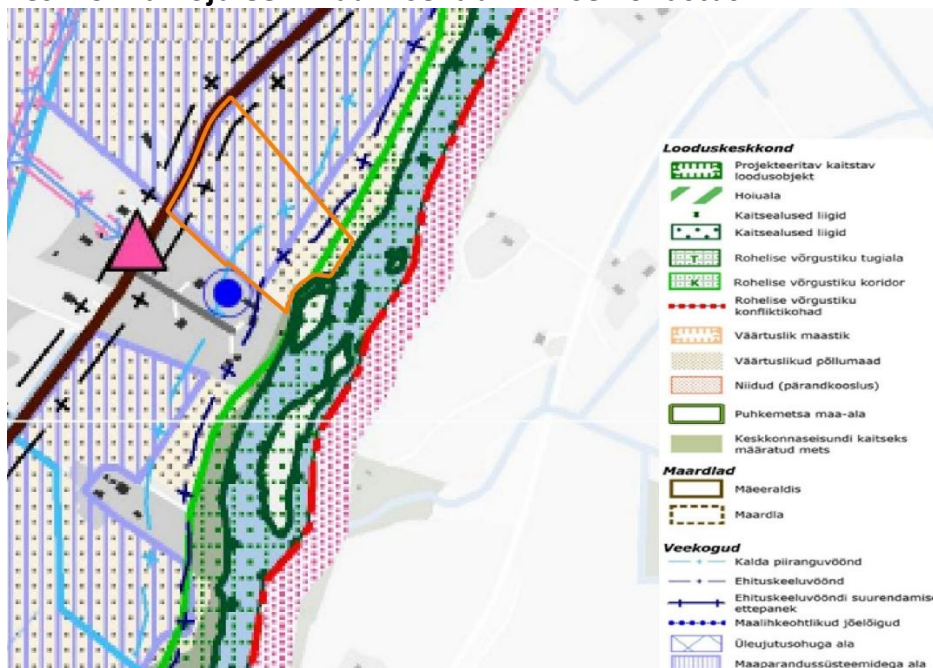 Looduskeskkond
Projekteeritav kaitstav
loodusobjekt
Hoiuala
Kaitsealused liigid
Kaitsealused liigid
T
Rohelise võrgustiku tugiala
K
Rohelise võrgustiku koridor
Rohelise võrgustiku
konfliktikohad
Väärtuslik maastik
Väärtuslikud põllumaad
Niidud (pärandkooslus)
Puhkemetsa maa-ala
Keskkonnaseisundi kaitseks
määratud mets
Maardlad
Mäeeraldis
Maardla
Veekogud
Kalda piiranguvöönd
Ehituskeeluvöönd
Ehituskeeluvööndi suurendamise
ettepanek
Maalihkeohtlikud jõelõigud
Üleujutusohuga ala
Maaparandussüsteemidega ala